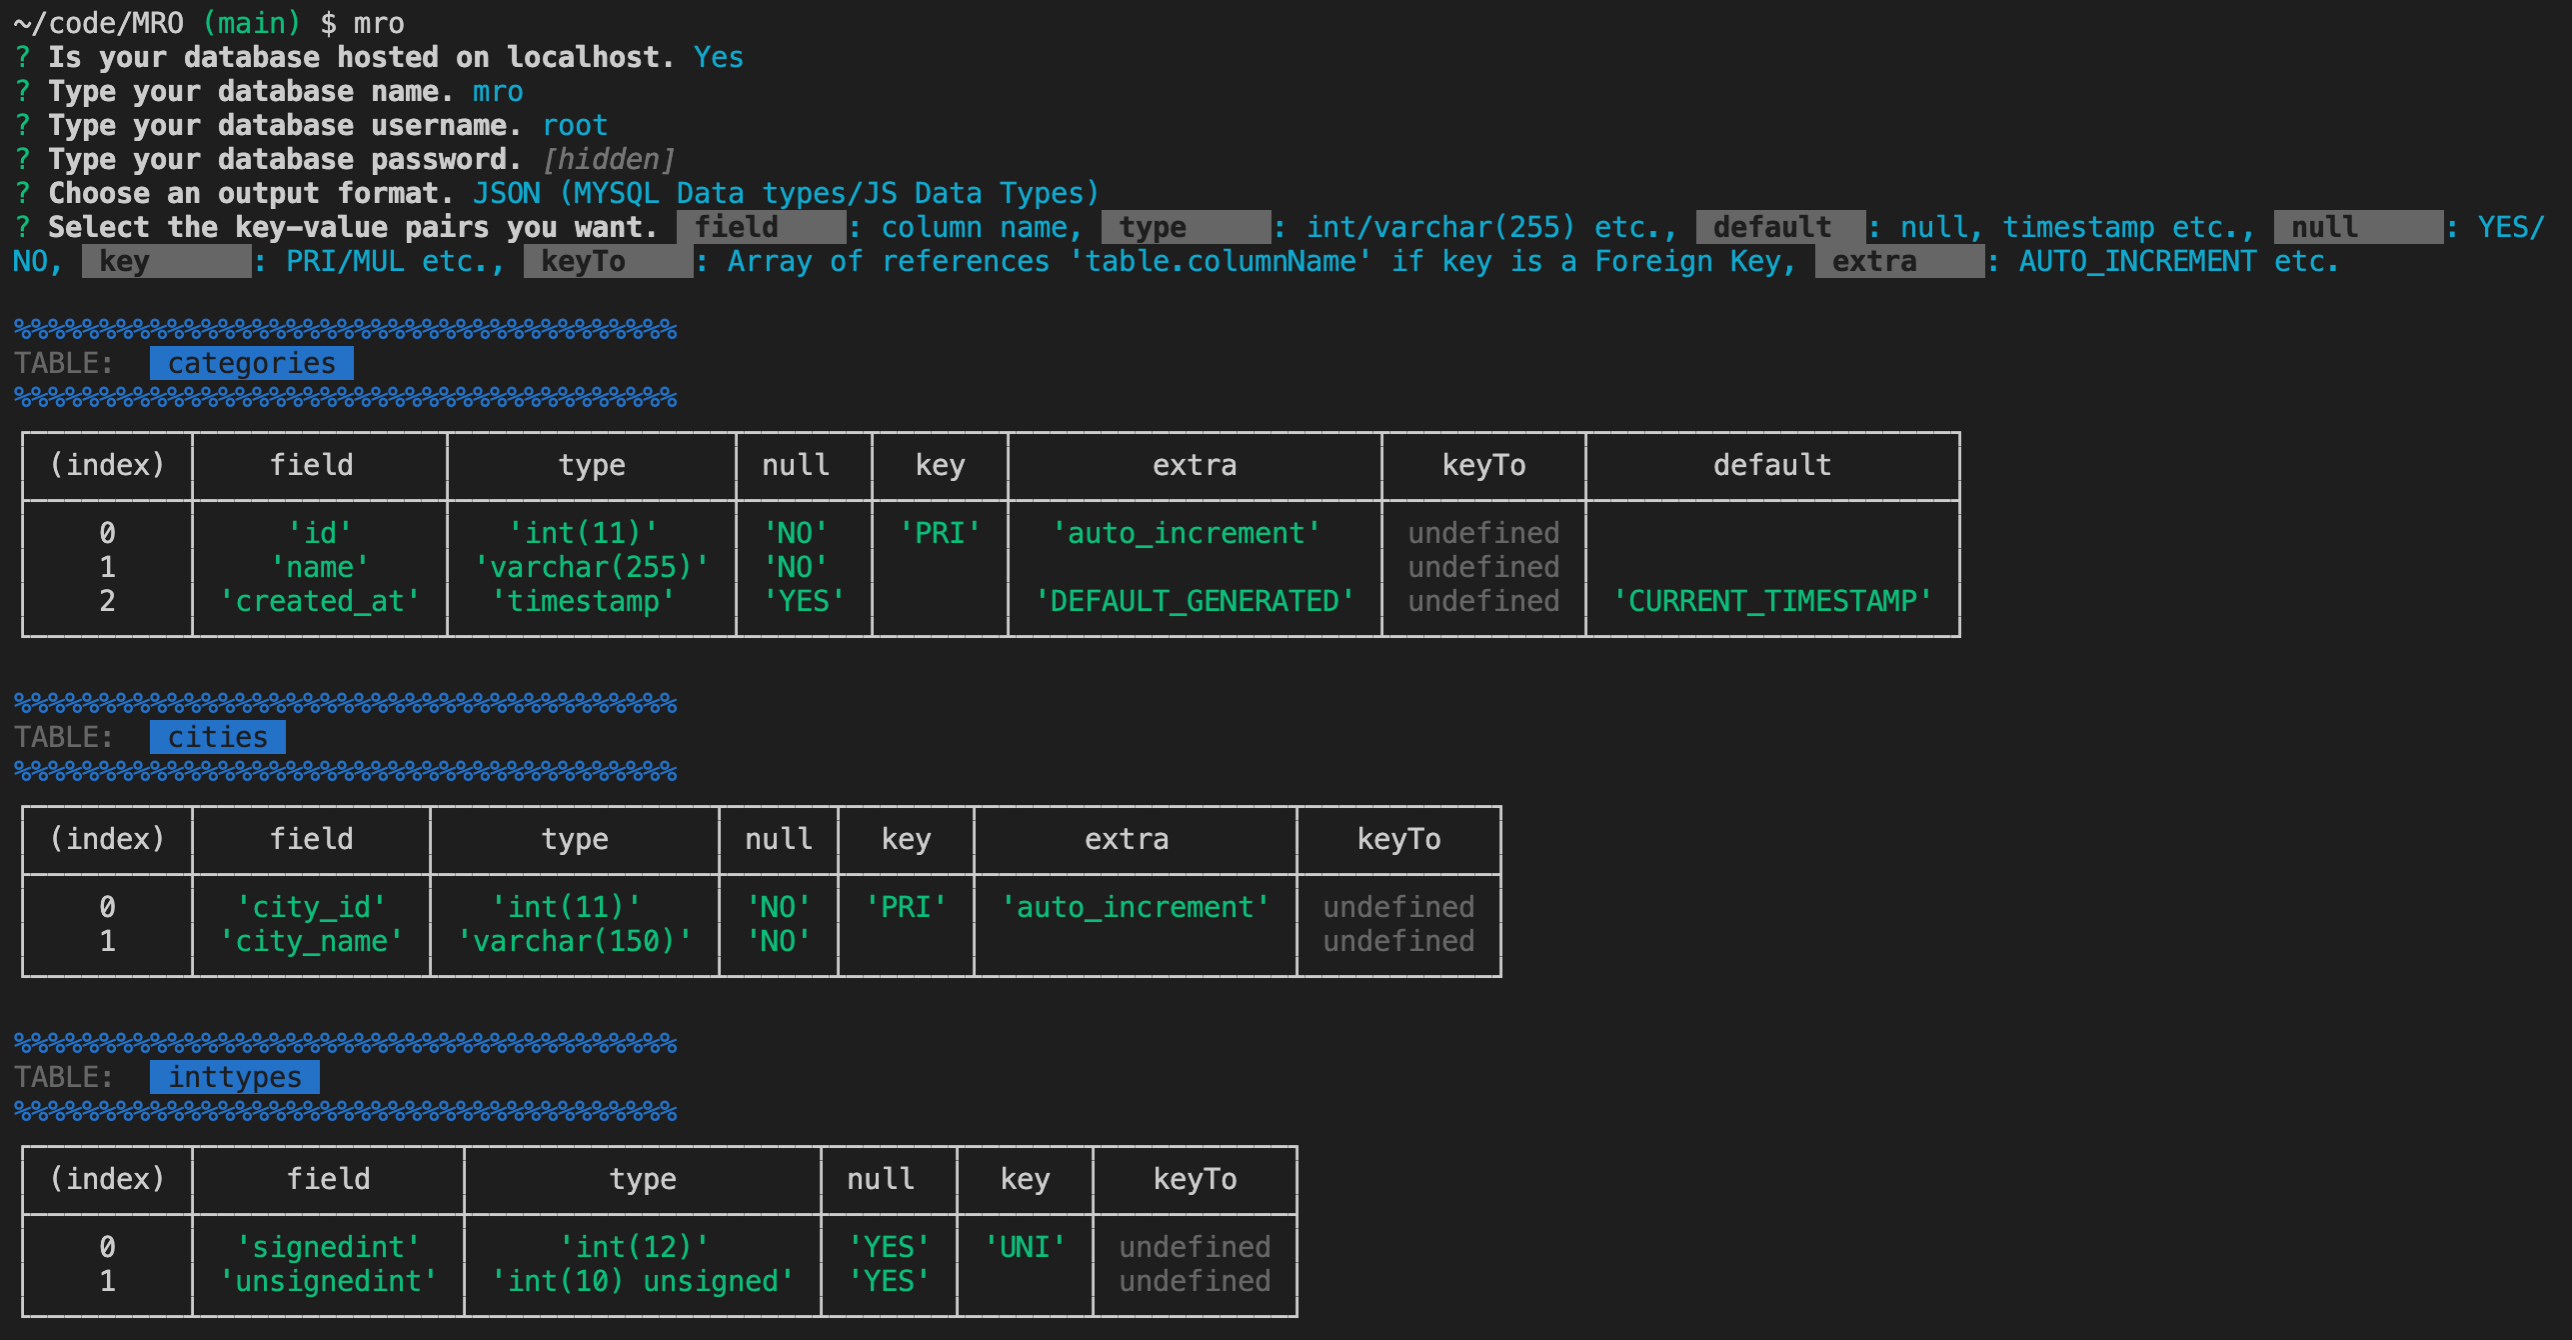 ~/code/MRO (main) $ mro
? Is your database hosted on localhost. Yes
? Type your database name. mro
? Type your database username. root
? Type your database password. [hidden]
? Choose an output format. JSON (MYSQL Data types/JS Data Types)
? Select the key-value pairs you want. field : column name, type : int/varchar(255) etc., default : null, timestamp etc., null : YES/
NO, key : PRI/MUL etc., keyTo : Array of references 'table.columnName' if key is a Foreign Key, extra : AUTO_INCREMENT etc.
%%%%%%%%%%%%%%%%%%%%%%%%%%%%%%%%%%%%%%%
TABLE: categories
%%%%%%%%%%%%%%%%%%%%%%%%%%%%%%%%%%%%%%%
(index) field type null key extra keyTo default
0 'id' 'int(11)' 'NO' 'PRI' 'auto_increment' undefined
1 'name' 'varchar(255)' 'NO' undefined
2 'created_at' 'timestamp' 'YES' 'DEFAULT_GENERATED' undefined 'CURRENT_TIMESTAMP'
%%%%%%%%%%%%%%%%%%%%%%%%%%%%%%%%%%%%%%%
TABLE: cities
%%%%%%%%%%%%%%%%%%%%%%%%%%%%%%%%%%%%%%%
(index) field type null key extra keyTo
0 'city_id' 'int(11)' 'NO' 'PRI' 'auto_increment' undefined
1 'city_name' 'varchar(150)' 'NO' undefined
%%%%%%%%%%%%%%%%%%%%%%%%%%%%%%%%%%%%%%%
TABLE: inttypes
%%%%%%%%%%%%%%%%%%%%%%%%%%%%%%%%%%%%%%%
(index) field type null key keyTo
0 'signedint' 'int(12)' 'YES' 'UNI' undefined
1 'unsignedint' 'int(10) unsigned' 'YES' undefined